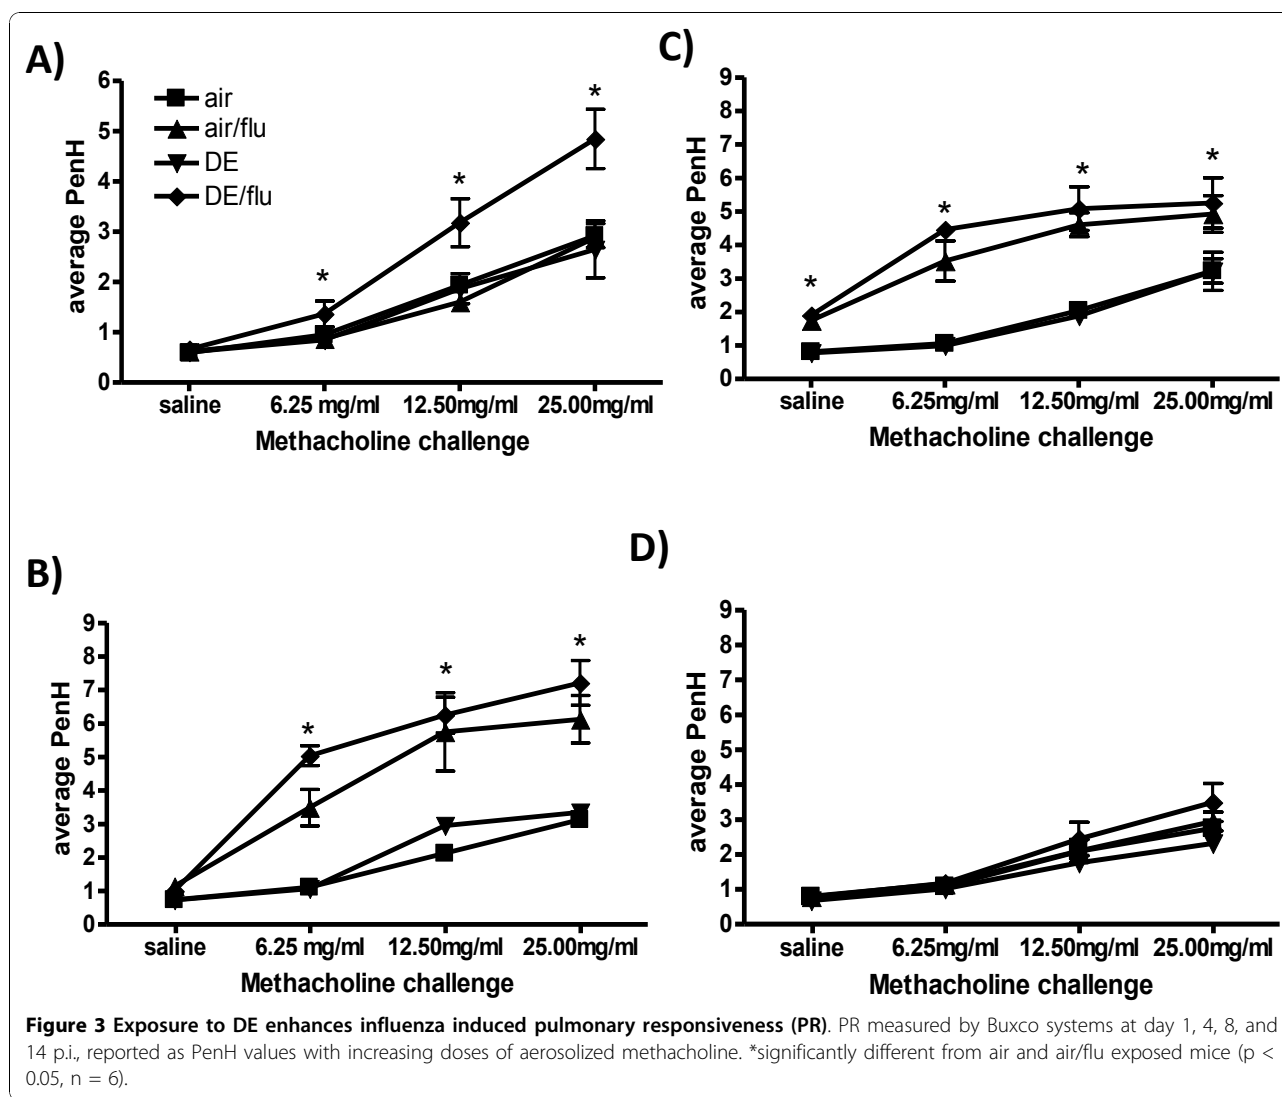 A)
6
5
4
3
2
1
0
average PenH
air
air/flu
DE
DE/flu
*
*
*
saline
6.25 mg/ml
12.50mg/ml
25.00mg/ml
Methacholine challenge
C)
9
8
7
6
5
4
3
2
1
0
average PenH
*
*
*
*
saline
6.25mg/ml
12.50mg/ml
25.00mg/ml
Methacholine challenge
B)
9
8
7
6
5
4
3
2
1
0
average PenH
*
*
*
saline
6.25 mg/ml
12.50mg/ml
25.00mg/ml
Methacholine challenge
D)
9
8
7
6
5
4
3
2
1
0
average PenH
saline
6.25mg/ml
12.50mg/ml
25.00mg/ml
Methacholine challenge
Figure 3 Exposure to DE enhances influenza induced pulmonary responsiveness (PR). PR measured by Buxco systems at day 1, 4, 8, and
14 p.i., reported as PenH values with increasing doses of aerosolized methacholine. *significantly different from air and air/flu exposed mice (p <
0.05, n = 6).